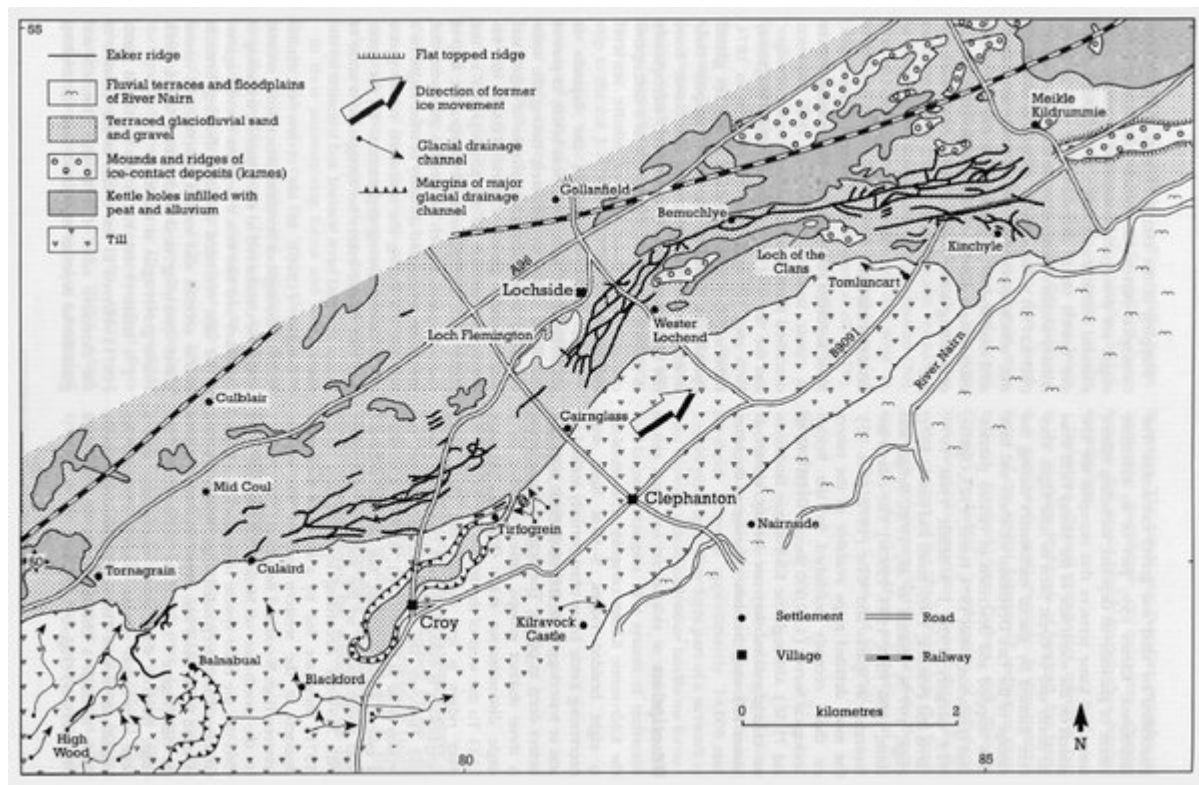 55
Esker ridge
Fluvial terraces and floodplains
of River Nairn
Terraced glaciofluvial sand
and gravel
Mounds and ridges of
ice-contact deposits (kames)
Kettle holes infilled with
peat and alluvium
Till
Flat topped ridge
Direction of former
ice movement
Glacial drainage
channel
Margins of major
glacial drainage
channel
Meikle
Kildrummie
Gollanfield
Bemuchlye
A96
Loch of the
Clans
Kinchyle
Tomluncart
Lochside
Wester
Lochend
Loch Flemington
B9091
River Nairn
Culblair
Cairnglass
Mid Coul
Clephanton
Nairnside
Tirfogrein
50
Tornagrain
Culaird
Croy
Kilravock
Castle
Balnabual
Blackford
High
Wood
Settlement
Road
Village
Railway
0 kilometres 2
N
80
85